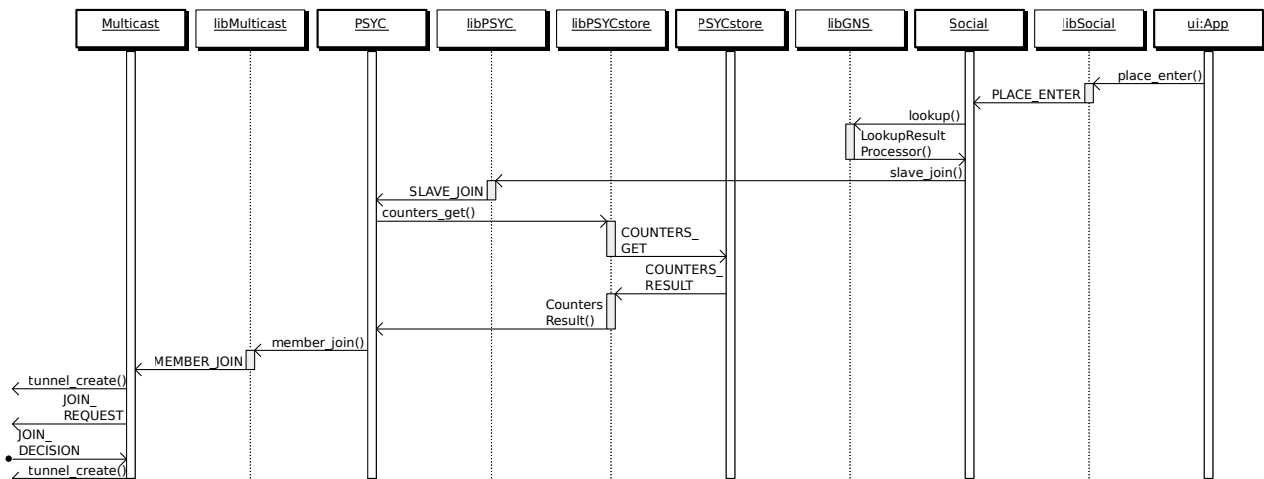 Multicast
libMulticast
PSYC
libPSYC
libPSYCstore
PSYCstore
libGNS
Social
libSocial
ui:App
place_enter()
PLACE_ENTER
lookup()
LookupResult
Processor()
slave_join()
SLAVE_JOIN
counters_get()
COUNTERS_
GET
COUNTERS_
RESULT
Counters
Result()
member_join()
MEMBER_JOIN
tunnel_create()
JOIN_
REQUEST
JOIN_
DECISION
tunnel_create()